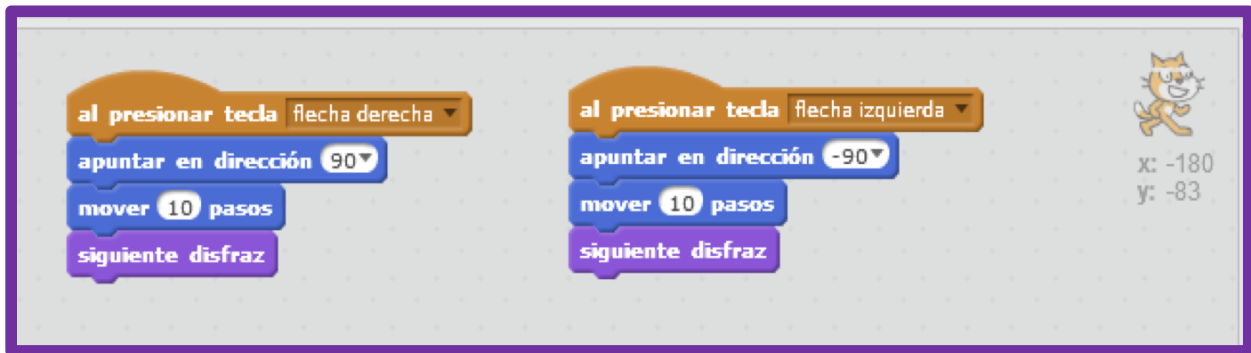 al presionar tecla flecha derecha
apuntar en dirección 90
mover 10 pasos
siguiente disfraz
al presionar tecla flecha izquierda
apuntar en dirección -90
mover 10 pasos
siguiente disfraz
x: -180
y: -83